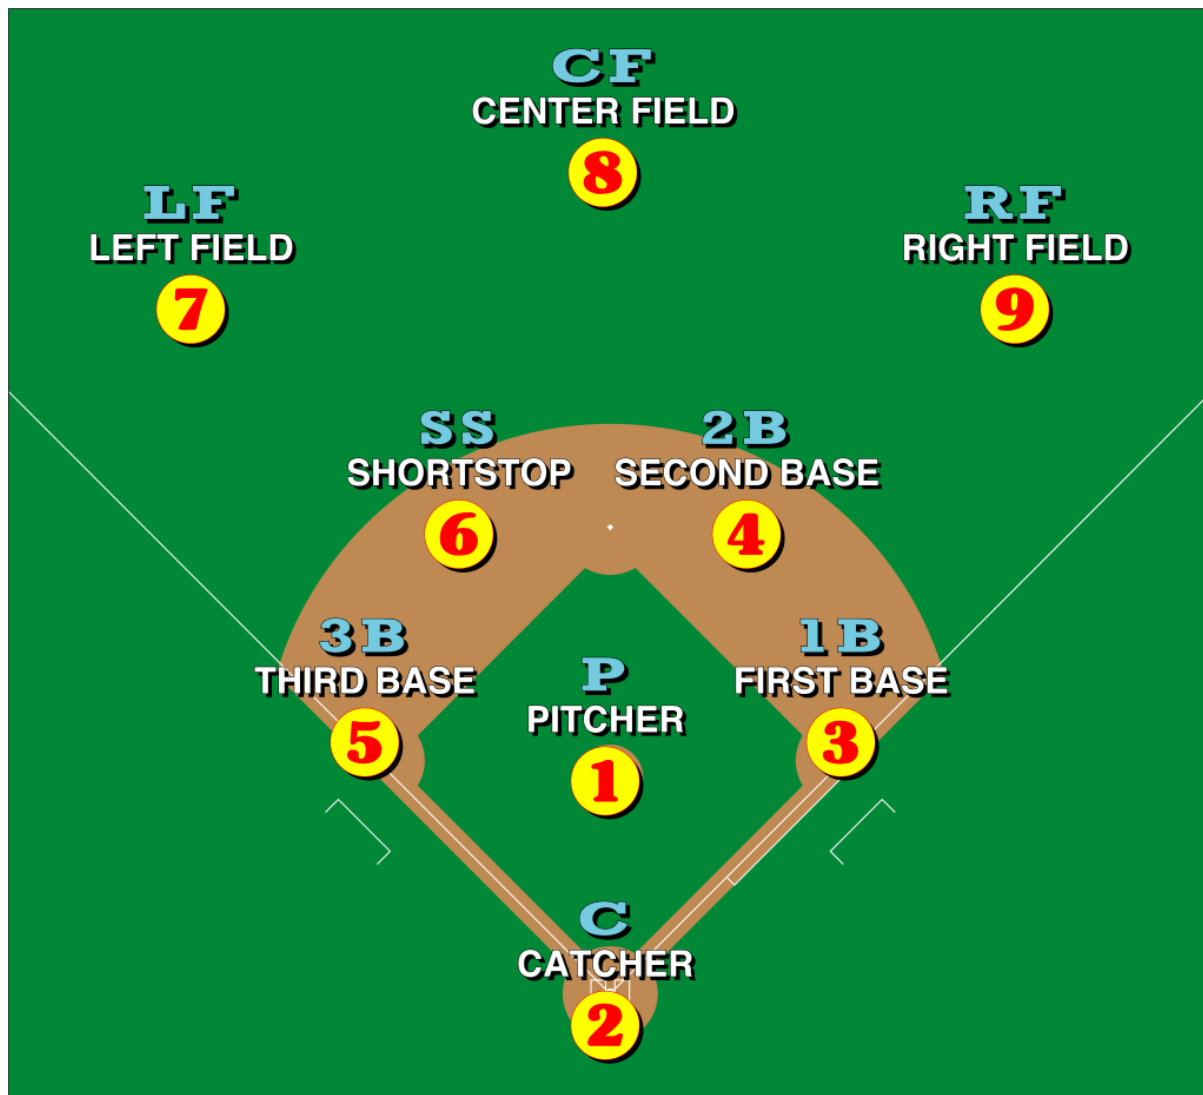 CF
CENTER FIELD
8
LF
LEFT FIELD
7
RF
RIGHT FIELD
9
SS
SHORTSTOP
6
2B
SECOND BASE
4
3B
THIRD BASE
5
P
PITCHER
1
1B
FIRST BASE
3
C
CATCHER
2